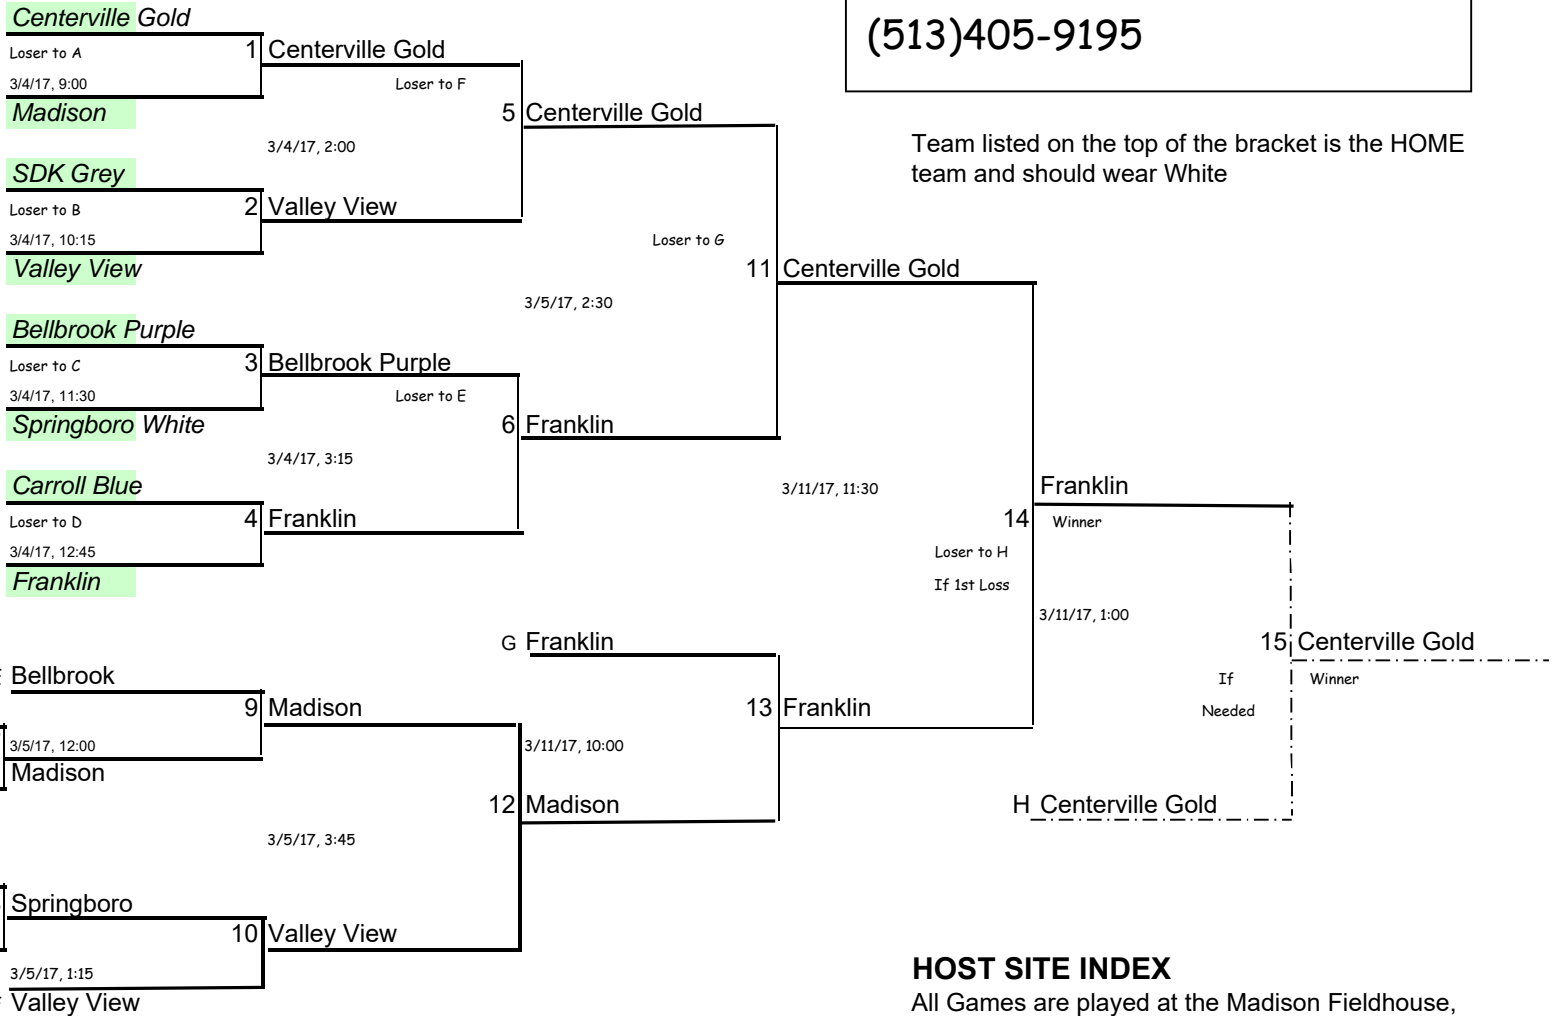 Centerville Gold
Loser to A
1
Centerville Gold
3/4/17, 9:00
Loser to F
Madison
5
Centerville Gold
3/4/17, 2:00
SDK Grey
Loser to B
2
Valley View
3/4/17, 10:15
Loser to G
Valley View
11
Centerville Gold
3/5/17, 2:30
Bellbrook Purple
Loser to C
3
Bellbrook Purple
3/4/17, 11:30
Loser to E
Springboro White
6
Franklin
3/4/17, 3:15
Carroll Blue
3/11/17, 11:30
Franklin
Loser to D
4
Franklin
14
Winner
3/4/17, 12:45
Loser to H
Franklin
If 1st Loss
3/11/17, 1:00
G
Franklin
15
Centerville Gold
Bellbrook
If
Winner
9
Madison
13
Franklin
Needed
3/5/17, 12:00
3/11/17, 10:00
Madison
12
Madison
H
Centerville Gold
3/5/17, 3:45
Springboro
10
Valley View
3/5/17, 1:15
Valley View
(513)405-9195
Team listed on the top of the bracket is the HOME
team and should wear White
HOST SITE INDEX
All Games are played at the Madison Fieldhouse,